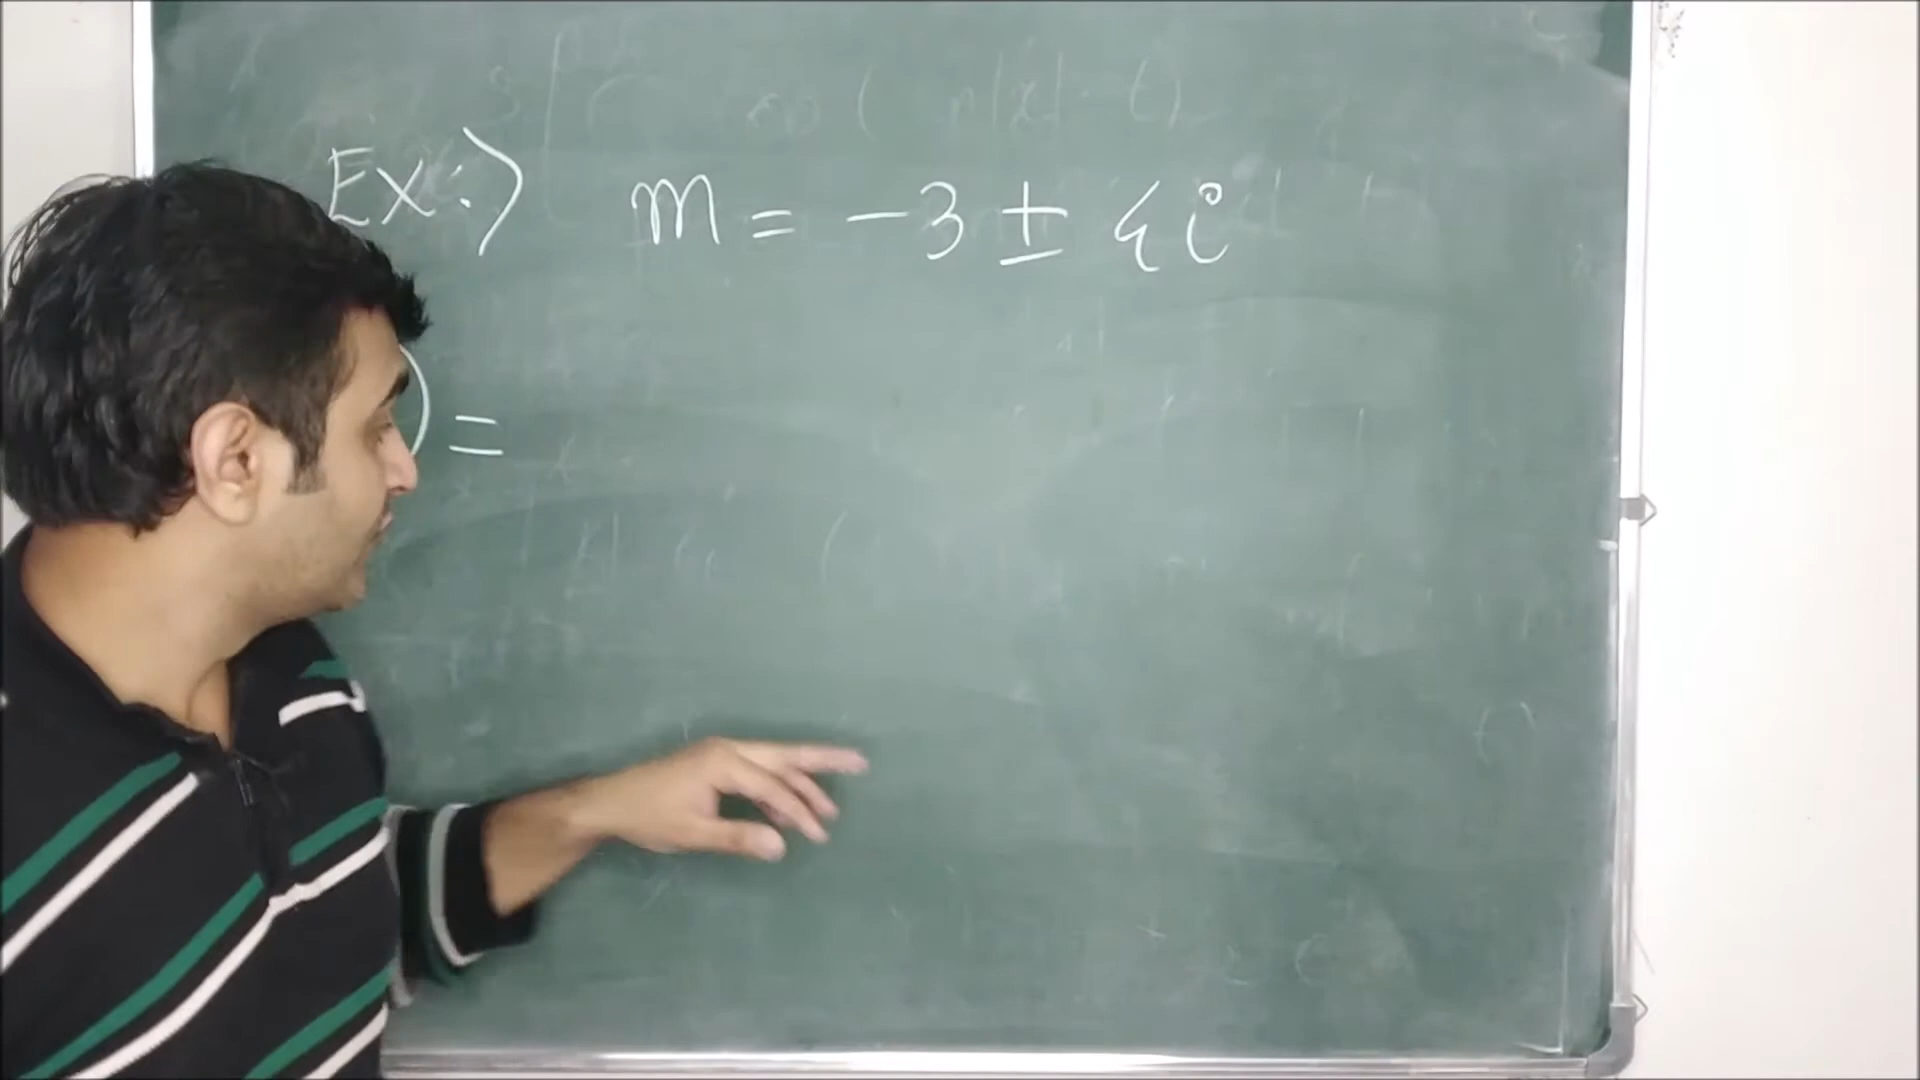 Ex:> m = -3 ± 4i
) =